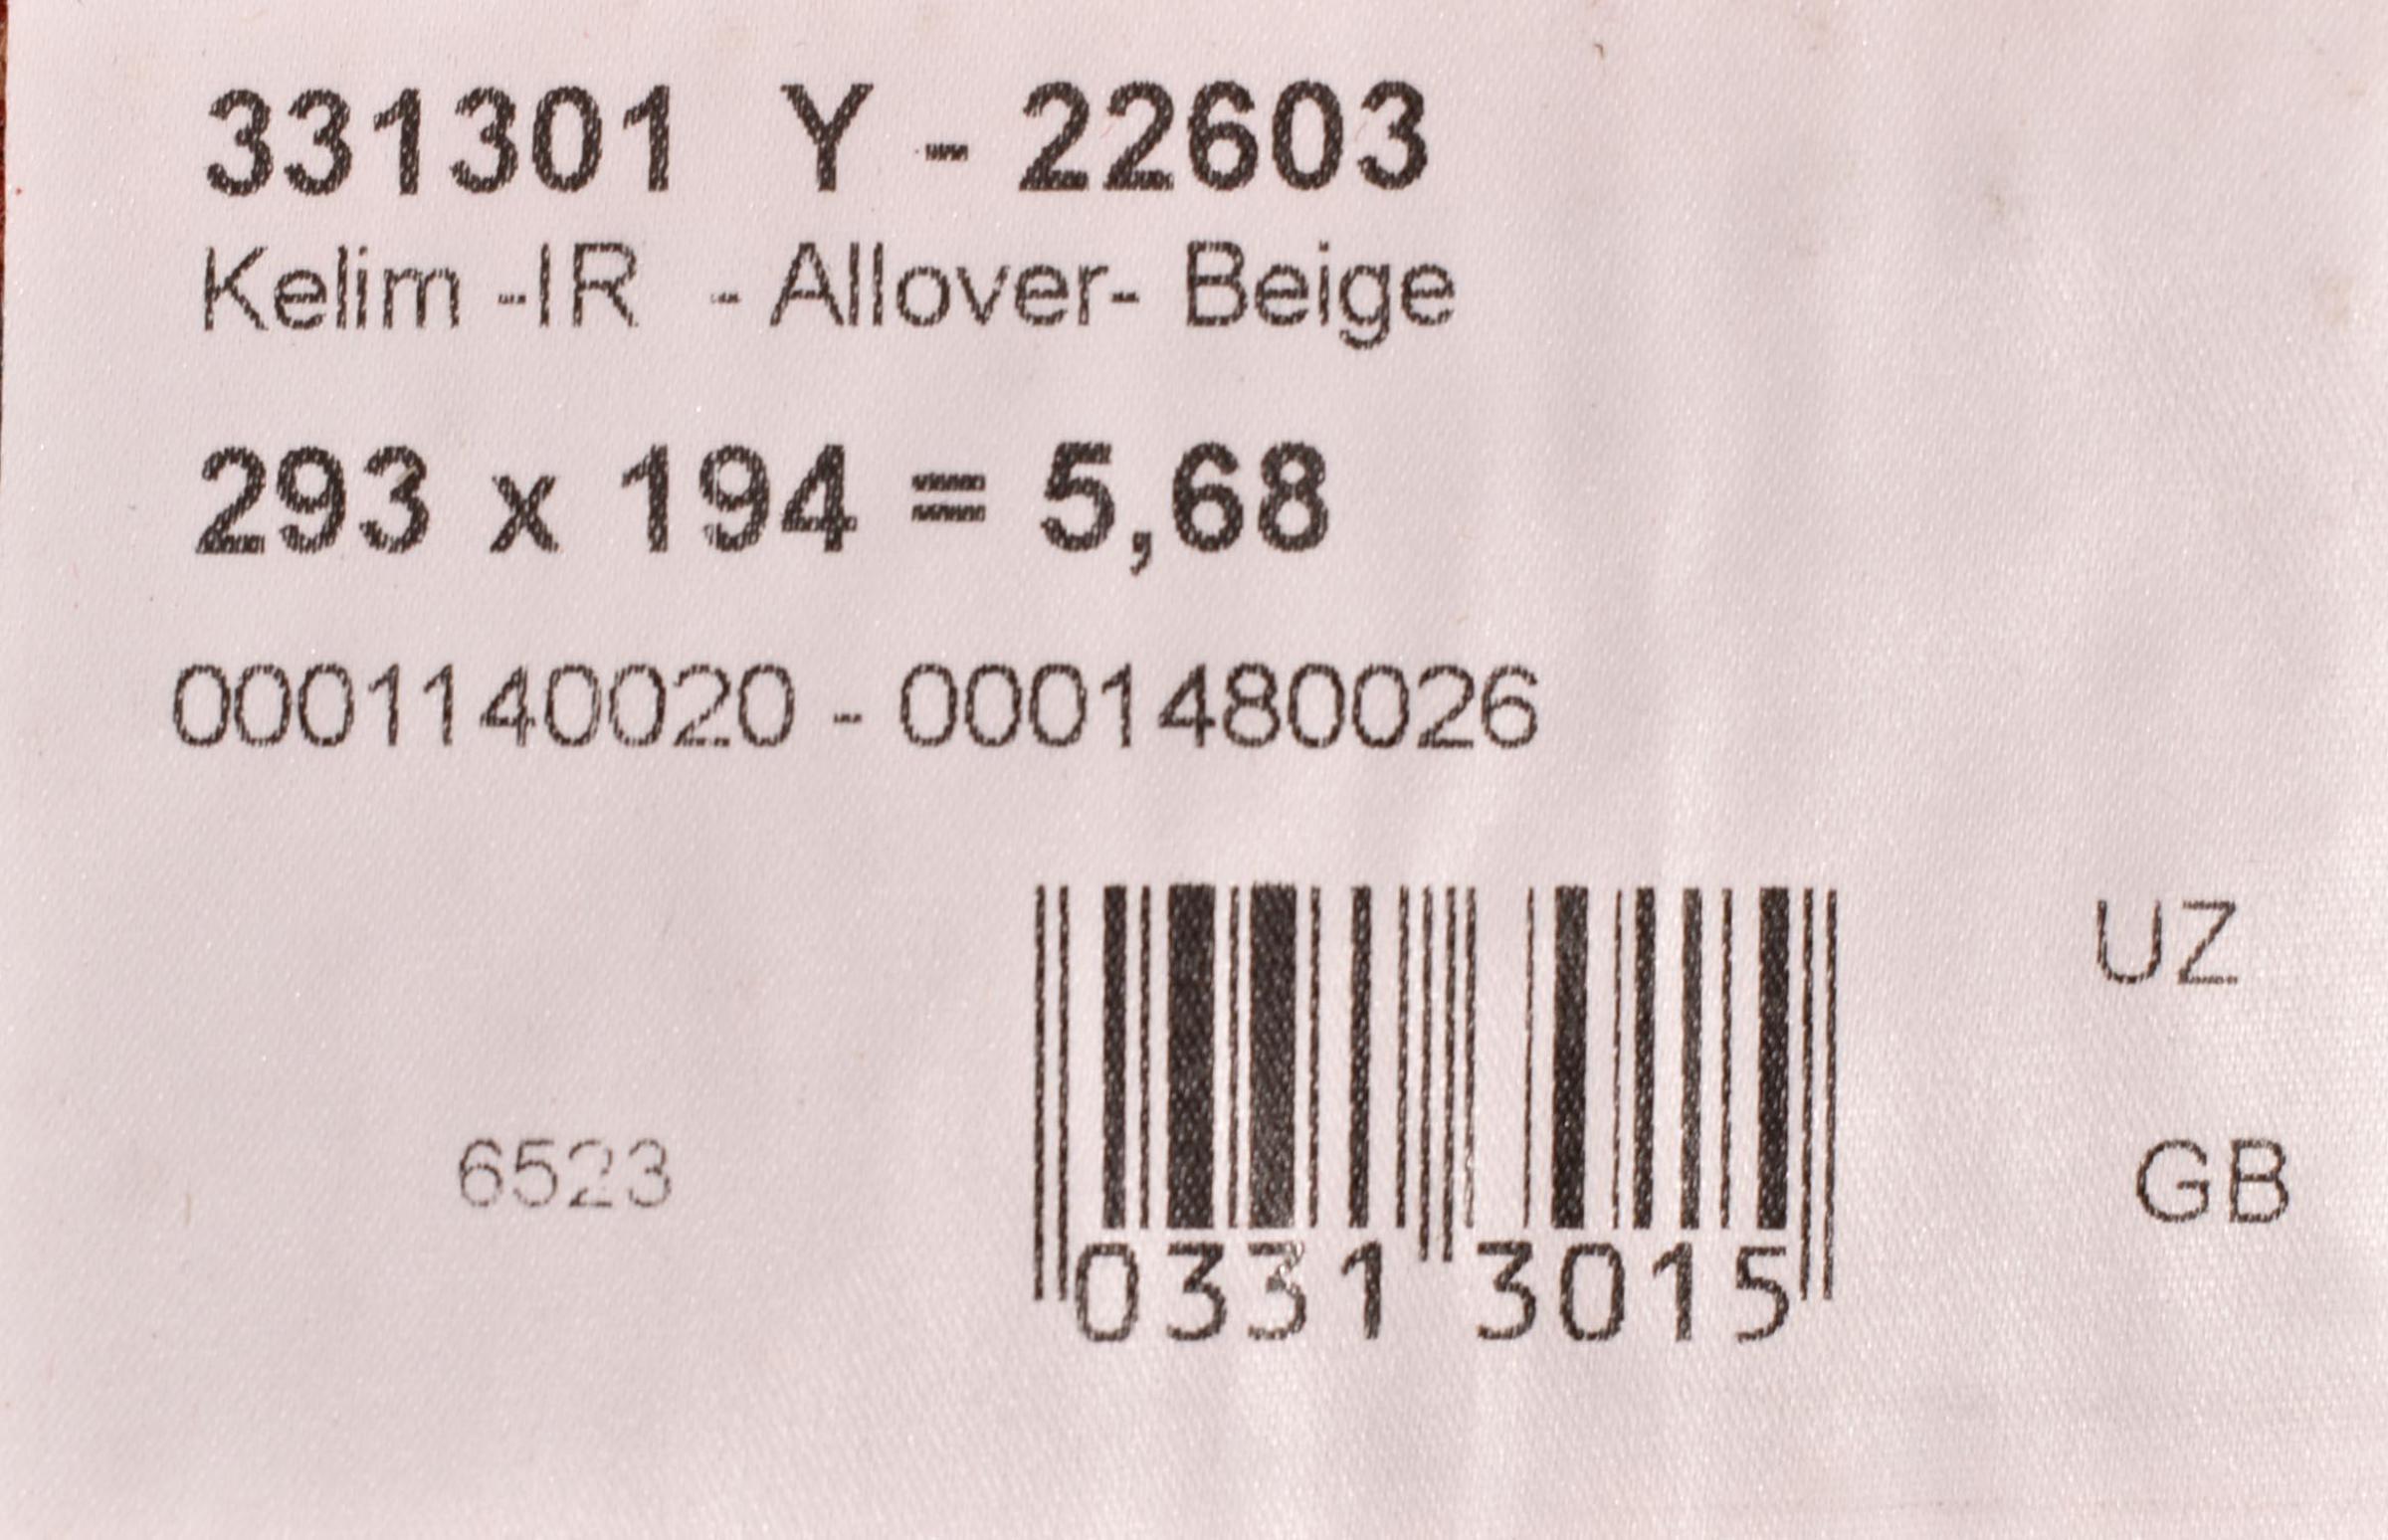 331301 Y - 22603
Kelim -IR - Allover- Beige
293 x 194 = 5,68
0001140020 - 0001480026
UZ
6523
GB
0331 3015